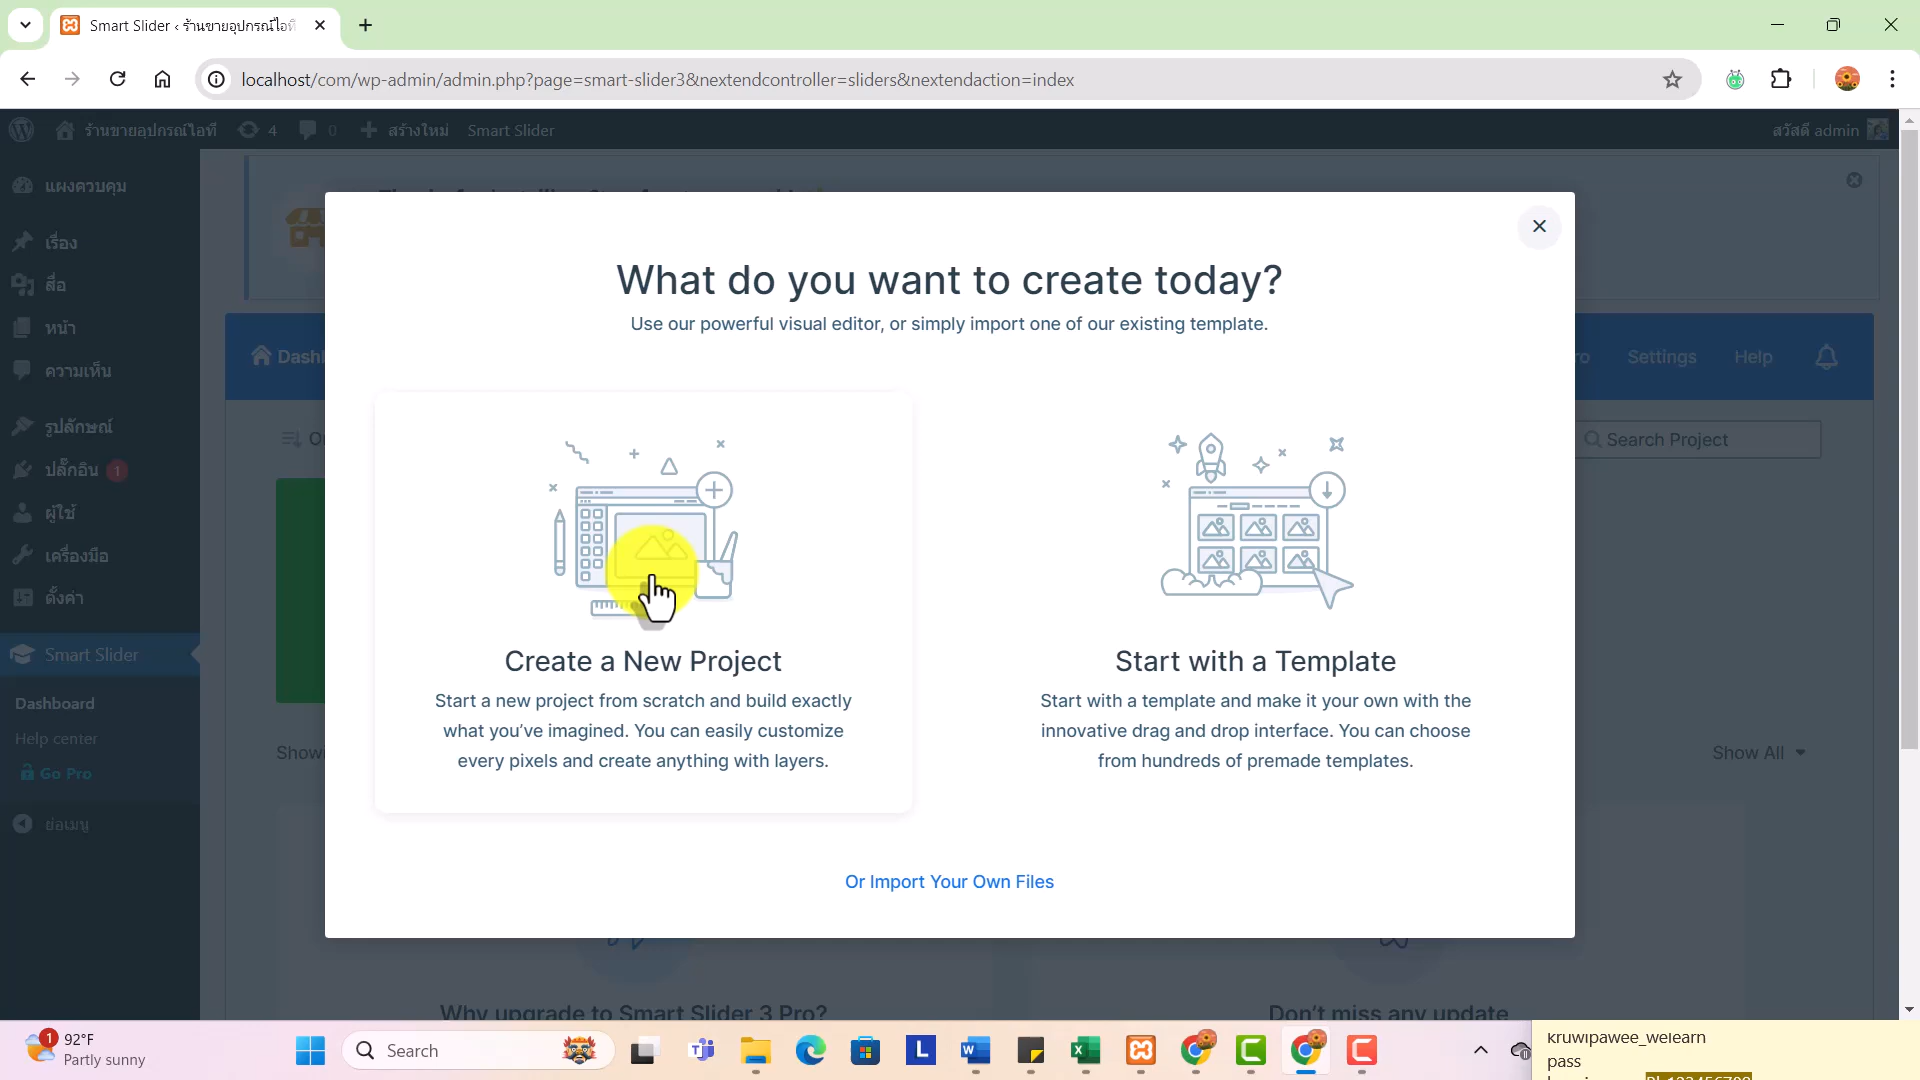 Smart Slider ‹ ร้านขายอุปกรณ์ไอที
localhost/com/wp-admin/admin.php?page=smart-slider3&nextendcontroller=sliders&nextendaction=index
ร้านขายอุปกรณ์ไอที
4
0
สร้างใหม่
Smart Slider
สวัสดี admin
แผงควบคุม
เรื่อง
สื่อ
หน้า
ความเห็น
รูปลักษณ์
ปลั๊กอิน 1
ผู้ใช้
เครื่องมือ
ตั้งค่า
Smart Slider
Dashboard
Help center
Go Pro
ย่อเมนู
What do you want to create today?
Use our powerful visual editor, or simply import one of our existing template.
Settings
Help
Search Project
Create a New Project
Start a new project from scratch and build exactly
what you've imagined. You can easily customize
every pixels and create anything with layers.
Start with a Template
Start with a template and make it your own with the
innovative drag and drop interface. You can choose
from hundreds of premade templates.
Show All
Or Import Your Own Files
Why upgrade to Smart Slider 3 Pro?
Don't miss any update
1
92°F
Partly sunny
Search
kruwipawee_welearn
pass